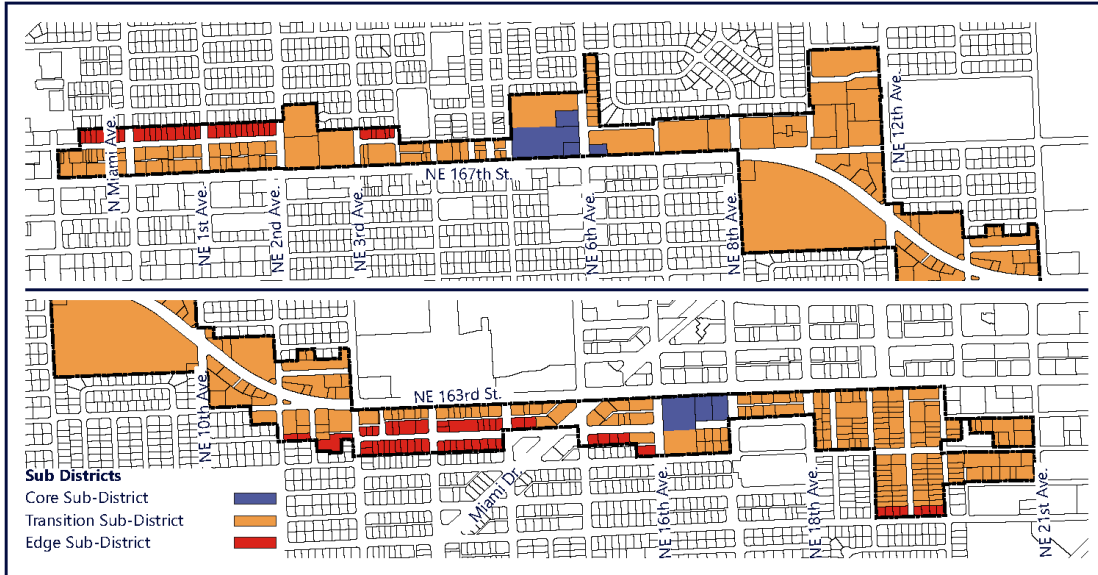 N Miami Ave.
NE 1st Ave.
NE 2nd Ave.
NE 3rd Ave.
NE 167th St.
NE 6th Ave.
NE 8th Ave.
NE 12th Ave.
NE 10th Ave.
NE 163rd St.
Miami Dr.
NE 16th Ave.
NE 18th Ave.
NE 21st Ave.
Sub Districts
Core Sub-District
Transition Sub-District
Edge Sub-District